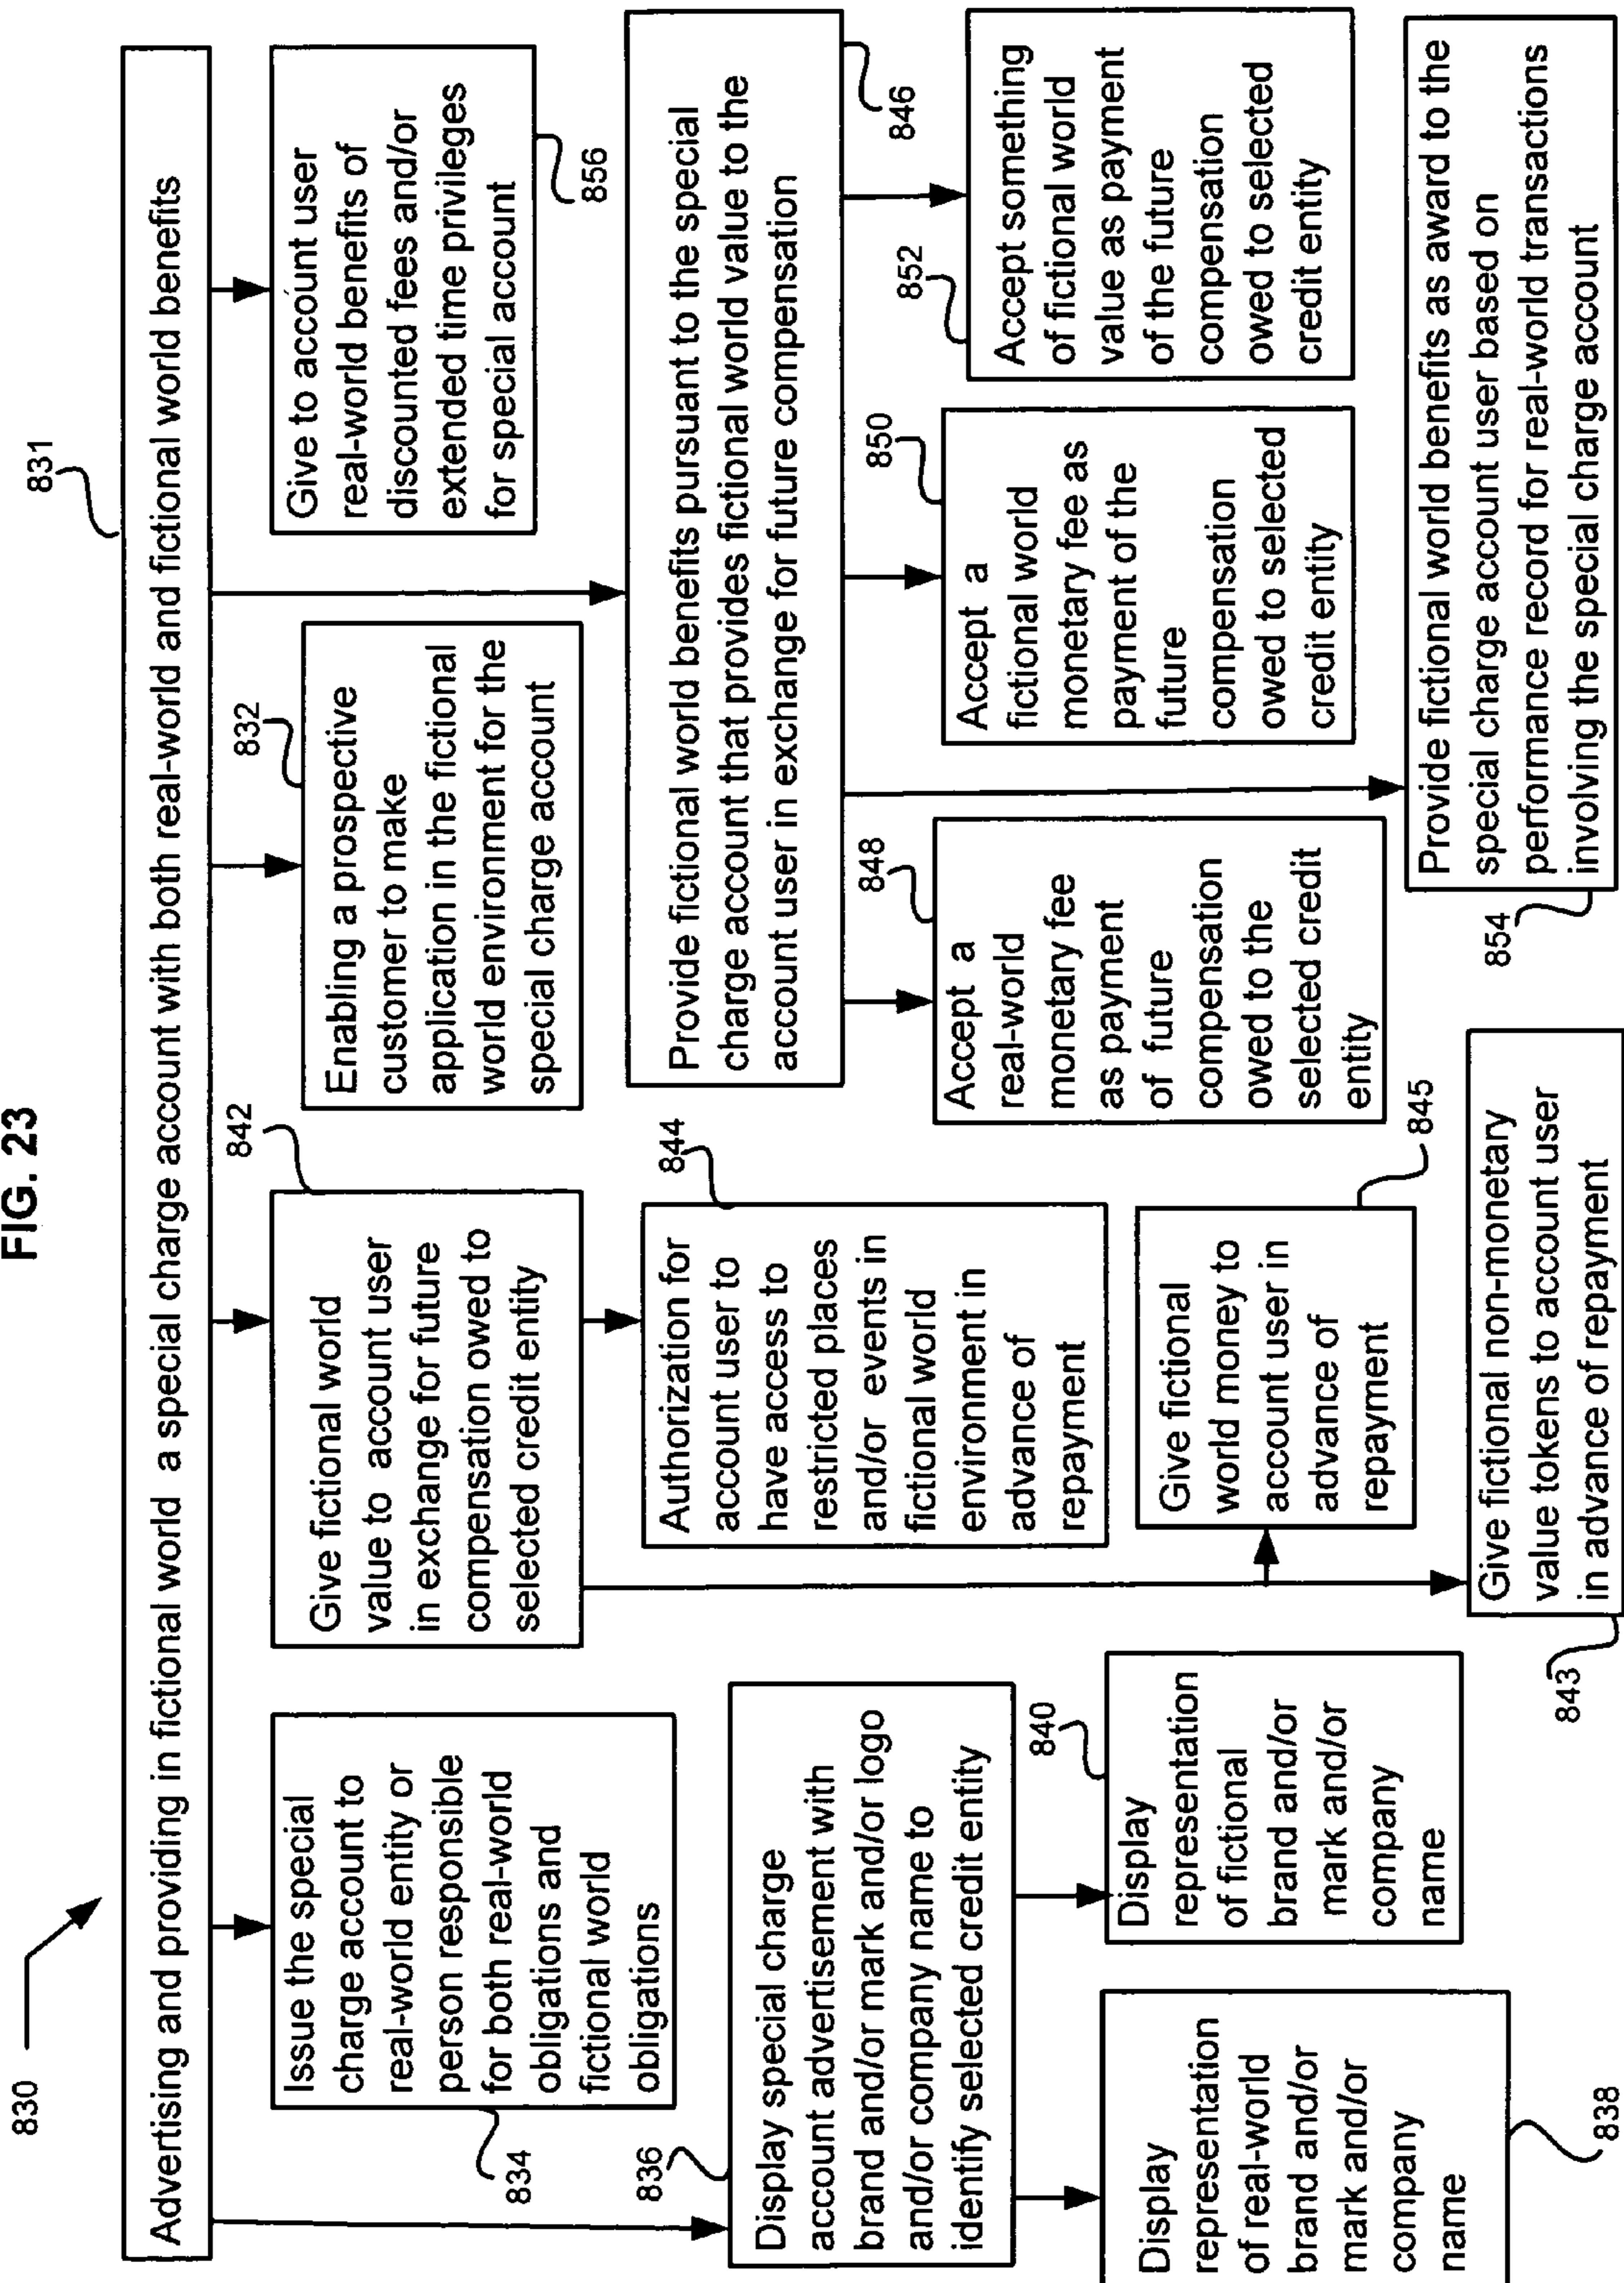 FIG. 23
830
831
Advertising and providing in fictional world a special charge account with both real-world and fictional world benefits
834
Issue the special
charge account to
real-world entity or
person responsible
for both real-world
obligations and
fictional world
obligations
842
Give fictional world
value to account user
in exchange for future
compensation owed to
selected credit entity
832
Enabling a prospective
customer to make
application in the fictional
world environment for the
special charge account
856
Give to account user
real-world benefits of
discounted fees and/or
extended time privileges
for special account
836
Display special charge
account advertisement with
brand and/or mark and/or logo
and/or company name to
identify selected credit entity
838
Display
representation
of real-world
brand and/or
mark and/or
company
name
840
Display
representation
of fictional
brand and/or
mark and/or
company
name
844
Authorization for
account user to
have access to
restricted places
and/or events in
fictional world
environment in
advance of
repayment
845
Give fictional
world money to
account user in
advance of
repayment
843
Give fictional non-monetary
value tokens to account user
in advance of repayment
846
Provide fictional world benefits pursuant to the special
charge account that provides fictional world value to the
account user in exchange for future compensation
848
Accept a
real-world
monetary fee
as payment
of future
compensation
owed to the
selected credit
entity
850
Accept a
fictional world
monetary fee as
payment of the
future
compensation
owed to selected
credit entity
852
Accept something
of fictional world
value as payment
of the future
compensation
owed to selected
credit entity
854
Provide fictional world benefits as award to the
special charge account user based on
performance record for real-world transactions
involving the special charge account